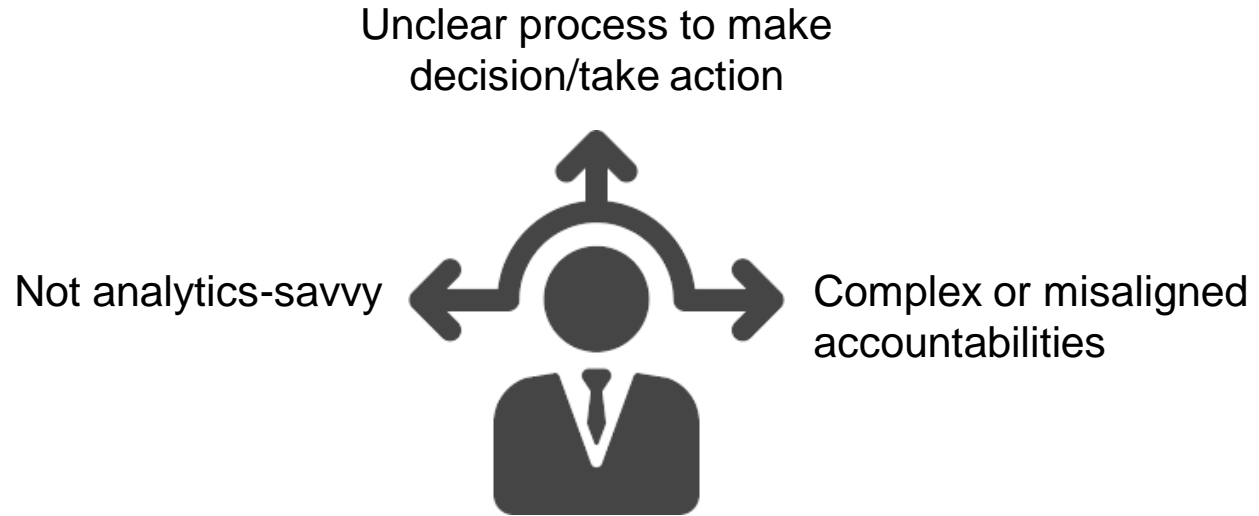 Unclear process to make
decision/take action
Not analytics-savvy
Complex or misaligned
accountabilities